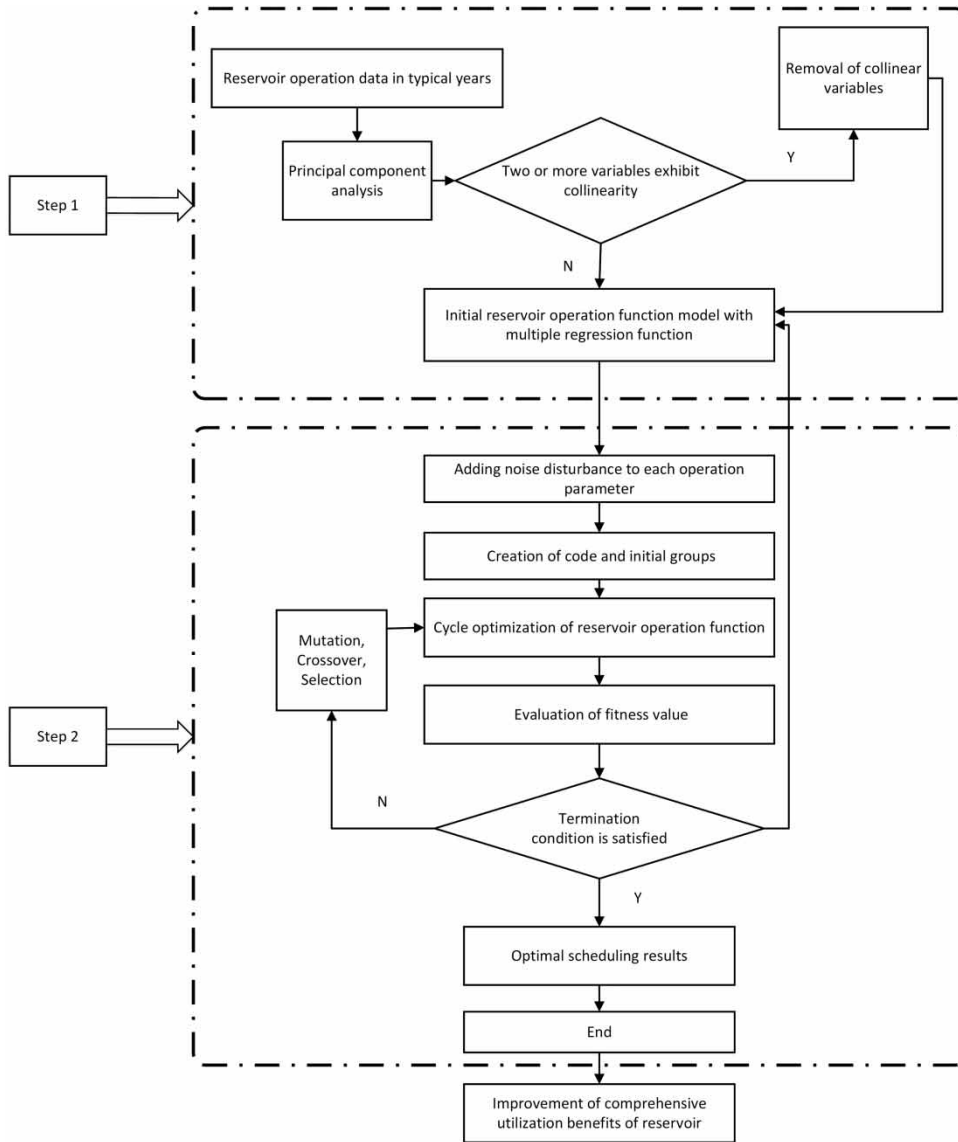 Reservoir operation data in typical years
Removal of collinear
variables
Principal component
analysis
Two or more variables exhibit
collinearity
Y
Step 1
N
Initial reservoir operation function model with
multiple regression function
Adding noise disturbance to each operation
parameter
Creation of code and initial groups
Mutation,
Crossover,
Selection
Cycle optimization of reservoir operation function
Evaluation of fitness value
Step 2
N
Termination
condition is satisfied
Y
Optimal scheduling results
End
Improvement of comprehensive
utilization benefits of reservoir